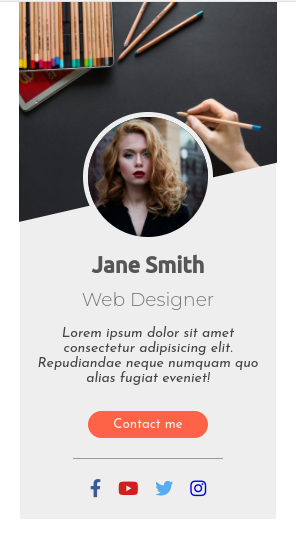 Jane Smith
Web Designer
Lorem ipsum dolor sit amet
consectetur adipisicing elit.
Repudiandae neque numquam quo
alias fugiat eveniet!
Contact me